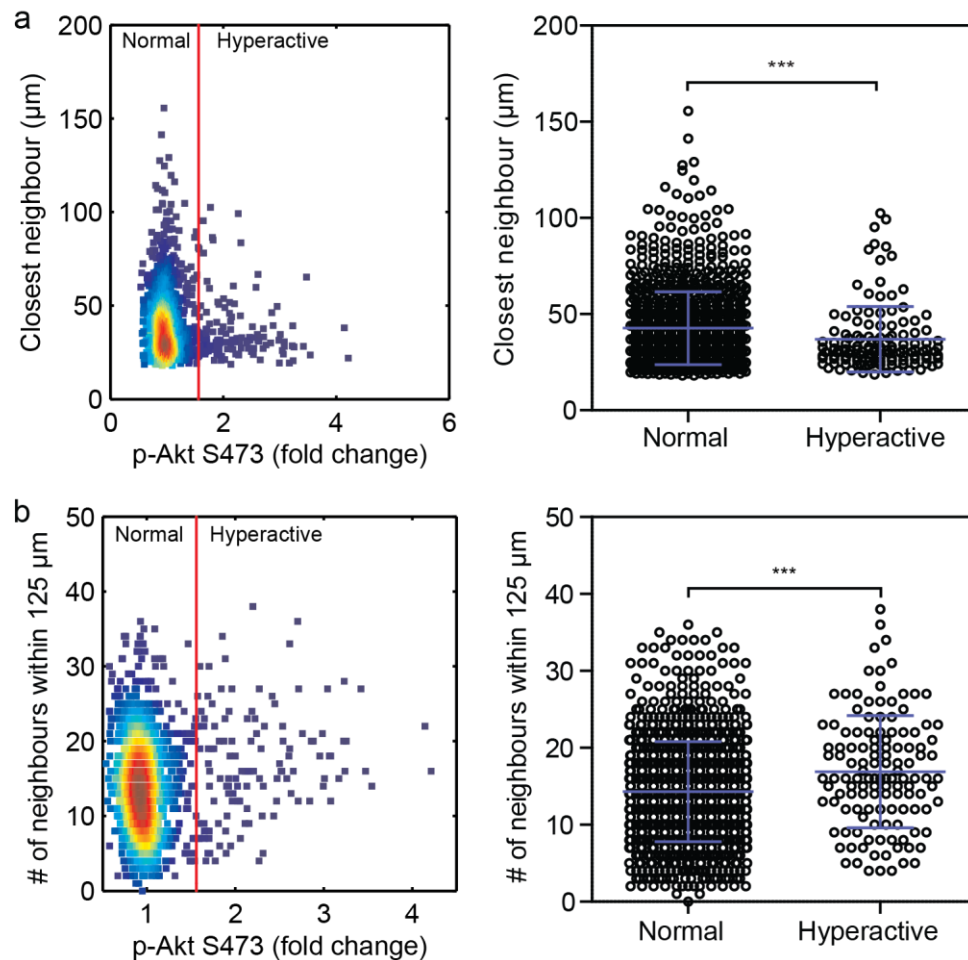 a
Normal Hyperactive
Closest neighbour (µm)
200
150
100
50
0
0 2 4 6
p-Akt S473 (fold change)
***
Closest neighbour (µm)
200
150
100
50
0
Normal Hyperactive
b
Normal Hyperactive
# of neighbours within 125 µm
50
40
30
20
10
0
1 2 3 4
p-Akt S473 (fold change)
***
# of neighbours within 125 µm
50
40
30
20
10
0
Normal Hyperactive